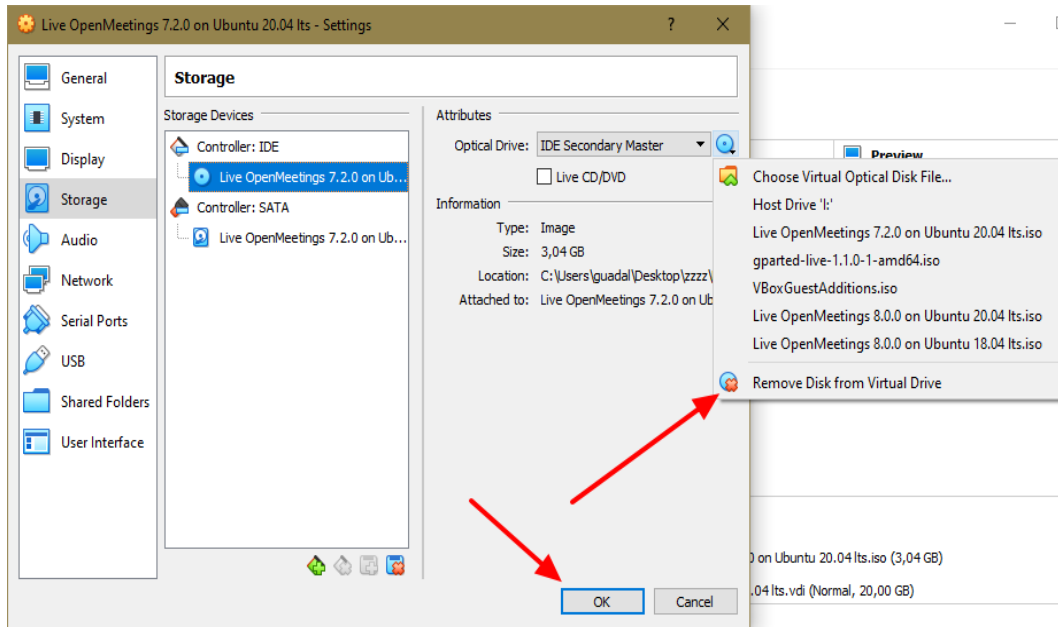 Live OpenMeetings 7.2.0 on Ubuntu 20.04 lts - Settings
?
General
System
Display
Storage
Audio
Network
Serial Ports
USB
Shared Folders
User Interface
Storage
Storage Devices
Controller: IDE
Live OpenMeetings 7.2.0 on Ub...
Controller: SATA
Live OpenMeetings 7.2.0 on Ub...
Attributes
Optical Drive: IDE Secondary Master
Live CD/DVD
Information
Type: Image
Size: 3,04 GB
Location: C:\Users\guadal\Desktop\zzzz\
Attached to: Live OpenMeetings 7.2.0 on Ub
Preview
Choose Virtual Optical Disk File...
Host Drive 'I:'
Live OpenMeetings 7.2.0 on Ubuntu 20.04 lts.iso
gparted-live-1.1.0-1-amd64.iso
VBoxGuestAdditions.iso
Live OpenMeetings 8.0.0 on Ubuntu 20.04 lts.iso
Live OpenMeetings 8.0.0 on Ubuntu 18.04 lts.iso
Remove Disk from Virtual Drive
0 on Ubuntu 20.04 lts.iso (3,04 GB)
.04 lts.vdi (Normal, 20,00 GB)
OK
Cancel